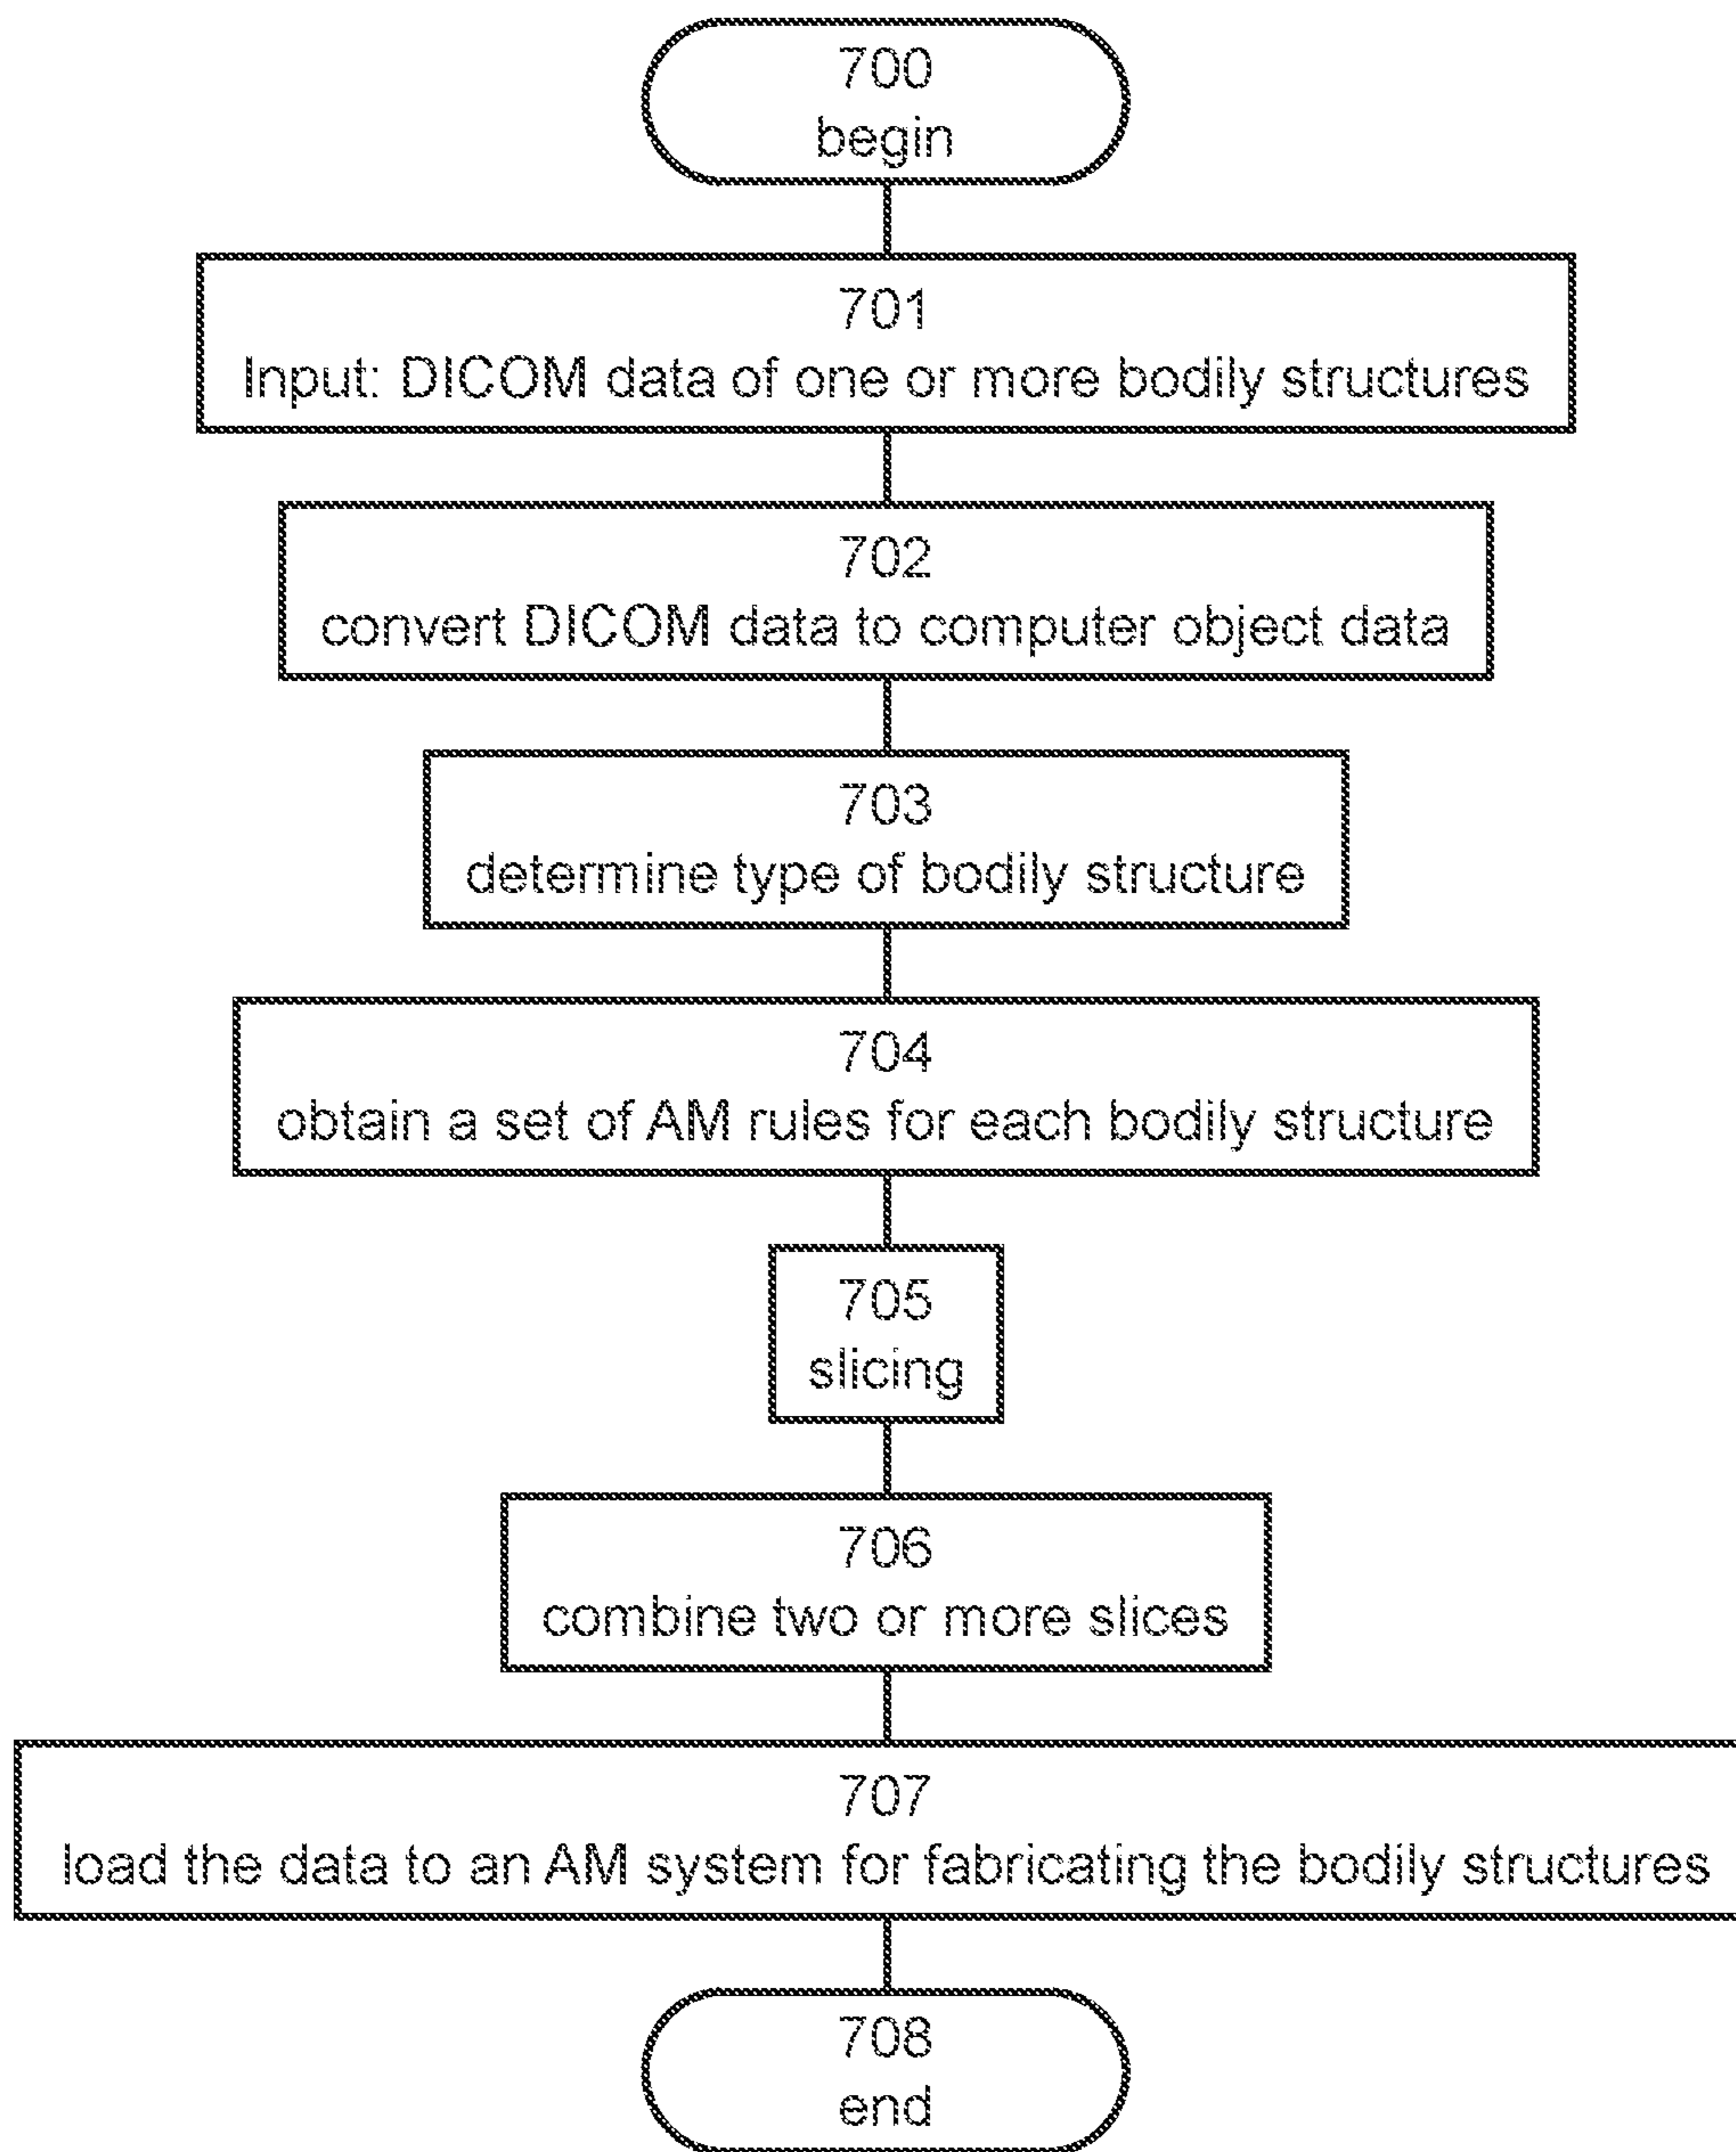 700
begin
701
Input: DICOM data of one or more bodily structures
702
convert DICOM data to computer object data
703
determine type of bodily structure
704
obtain a set of AM rules for each bodily structure
705
slicing
706
combine two or more slices
707
load the data to an AM system for fabricating the bodily structures
708
end